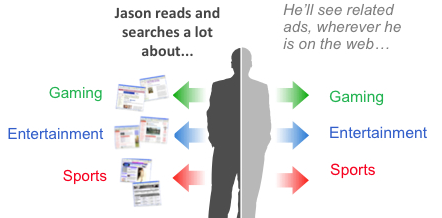 Jason reads and
searches a lot
about...
He'll see related
ads, wherever he
is on the web...
Gaming
Entertainment
Sports
Gaming
Entertainment
Sports